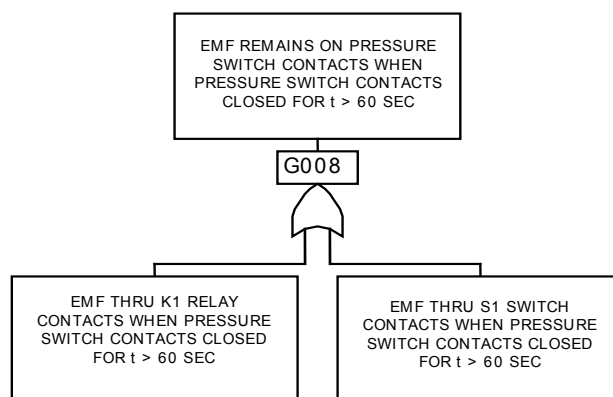 EMF REMAINS ON PRESSURE
SWITCH CONTACTS WHEN
PRESSURE SWITCH CONTACTS
CLOSED FOR t > 60 SEC
G008
EMF THRU K1 RELAY
CONTACTS WHEN PRESSURE
SWITCH CONTACTS CLOSED
FOR t > 60 SEC
EMF THRU S1 SWITCH
CONTACTS WHEN PRESSURE
SWITCH CONTACTS CLOSED
FOR t > 60 SEC